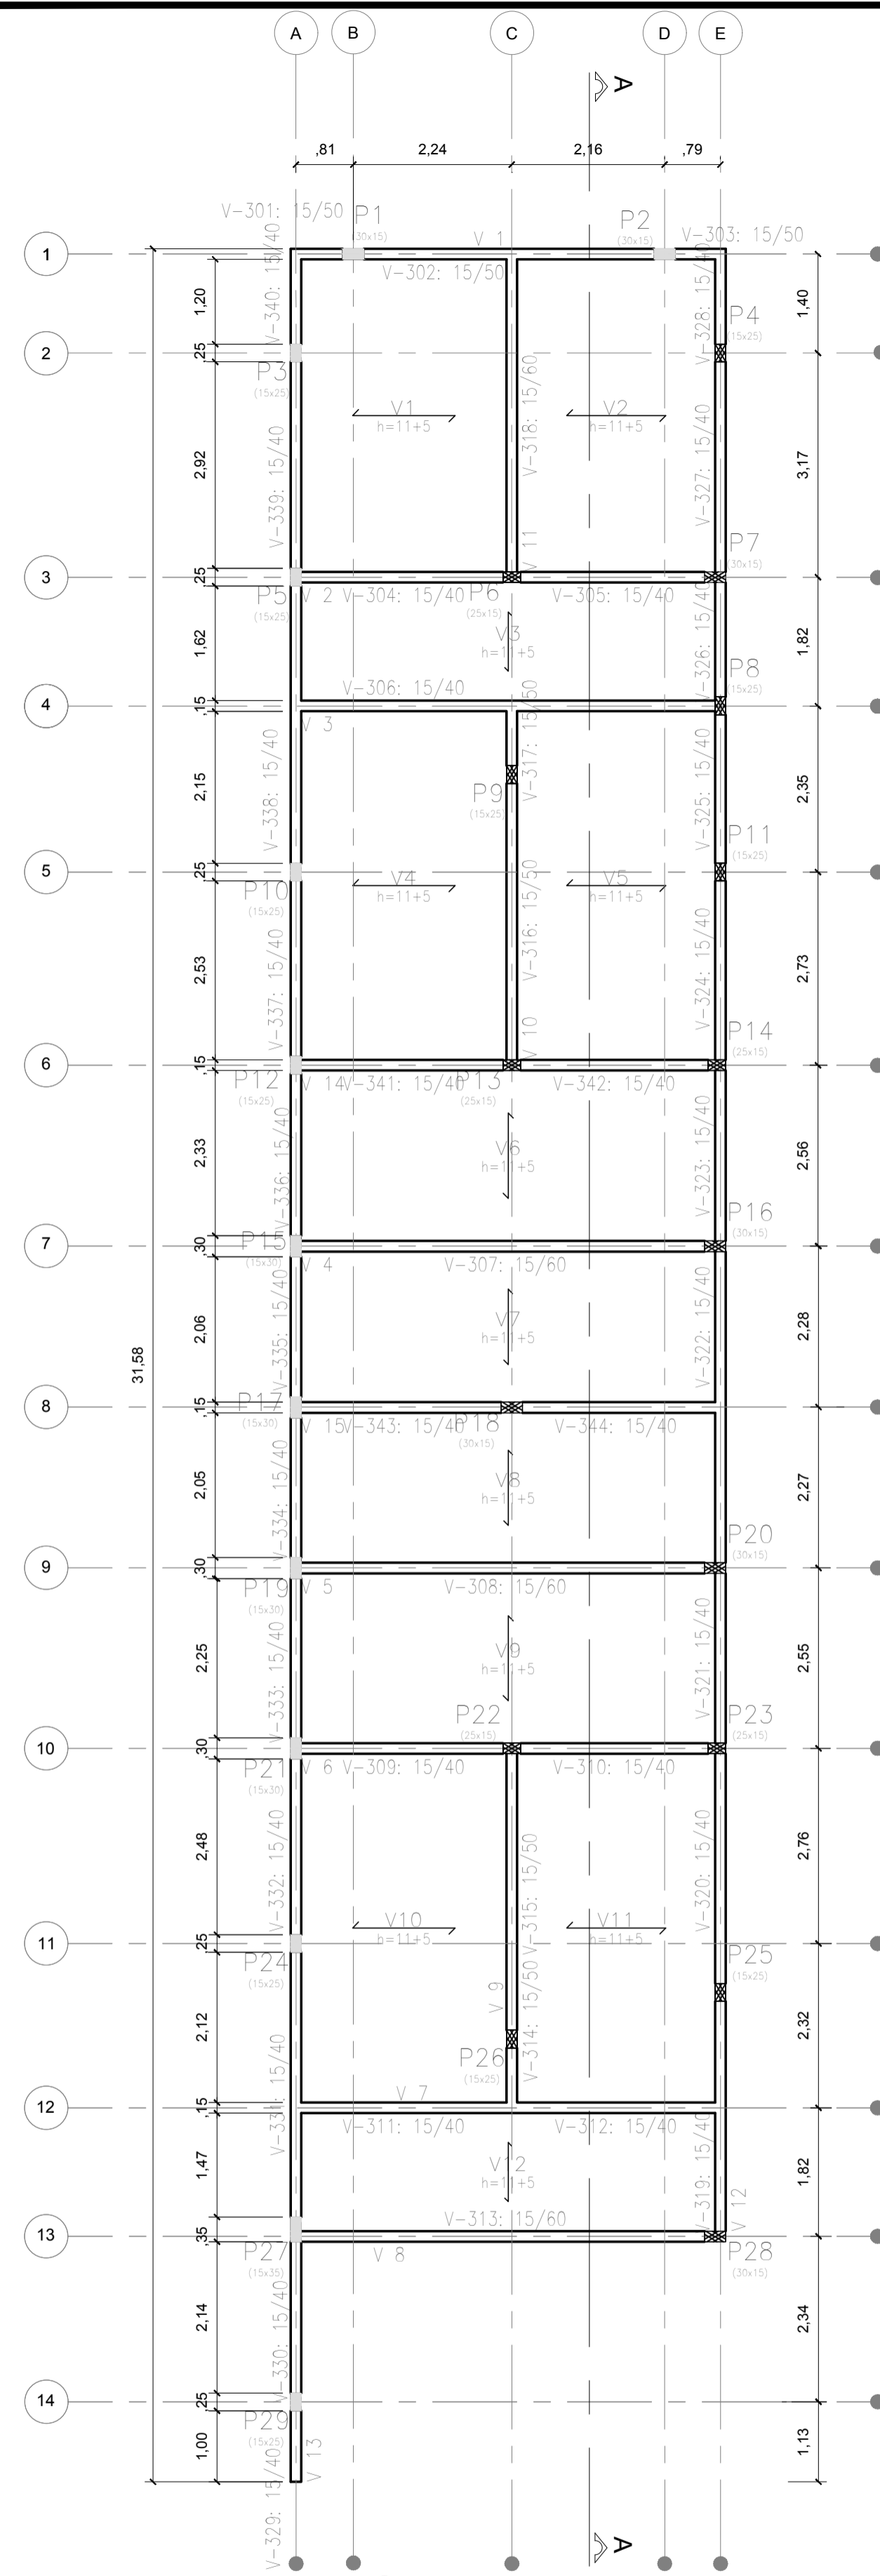 A
B
C
D
E
A
,81
2,24
2,16
,79
V-301: 15/50
P1
(30x15)
V 1
P2
(30x15)
V-303: 15/50
1
V-302: 15/50
V-340: 15/40
1,20
V-328: 15/40
1,40
P4
(15x25)
2
,25
P3
(15x25)
V1
h=11+5
V2
h=11+5
V-318: 15/60
V-339: 15/40
2,92
V-327: 15/40
3,17
V 11
P7
(30x15)
3
,25
P5
(15x25)
V 2
V-304: 15/40
P6
(25x15)
V-305: 15/40
V3
h=11+5
1,62
V-326: 15/40
1,82
P8
(15x25)
V-306: 15/40
4
,15
V 3
V-317: 15/50
P9
(15x25)
V-338: 15/40
2,15
V-325: 15/40
2,35
P11
(15x25)
5
,25
P10
(15x25)
V4
h=11+5
V5
h=11+5
V-316: 15/50
V-337: 15/40
2,53
V-324: 15/40
2,73
V 10
P14
(25x15)
6
,15
P12
(15x25)
V 14
V-341: 15/40
P13
(25x15)
V-342: 15/40
V6
h=11+5
V-336: 15/40
2,33
V-323: 15/40
2,56
P16
(30x15)
7
,30
P15
(15x30)
V 4
V-307: 15/60
V7
h=11+5
31,58
V-335: 15/40
2,06
V-322: 15/40
2,28
8
,15
P17
(15x30)
V 15
V-343: 15/40
P18
(30x15)
V-344: 15/40
V8
h=11+5
V-334: 15/40
2,05
2,27
P20
(30x15)
9
,30
P19
(15x30)
V 5
V-308: 15/60
V9
h=11+5
V-333: 15/40
2,25
V-321: 15/40
2,55
P22
(25x15)
P23
(25x15)
10
,30
P21
(15x30)
V 6
V-309: 15/40
V-310: 15/40
V-332: 15/40
2,48
V-315: 15/50
V-320: 15/40
2,76
V10
h=11+5
V11
h=11+5
11
,25
P24
(15x25)
P25
(15x25)
V 9
V-314: 15/50
2,12
2,32
P26
(15x25)
V-331: 15/40
V 7
12
,15
V-311: 15/40
V-312: 15/40
V12
h=11+5
1,47
V-319: 15/40
V 12
1,82
V-313: 15/60
13
,35
P27
(15x35)
V 8
P28
(30x15)
V-330: 15/40
2,14
2,34
14
,25
P29
(15x25)
V 13
1,00
V-329: 15/40
1,13
A